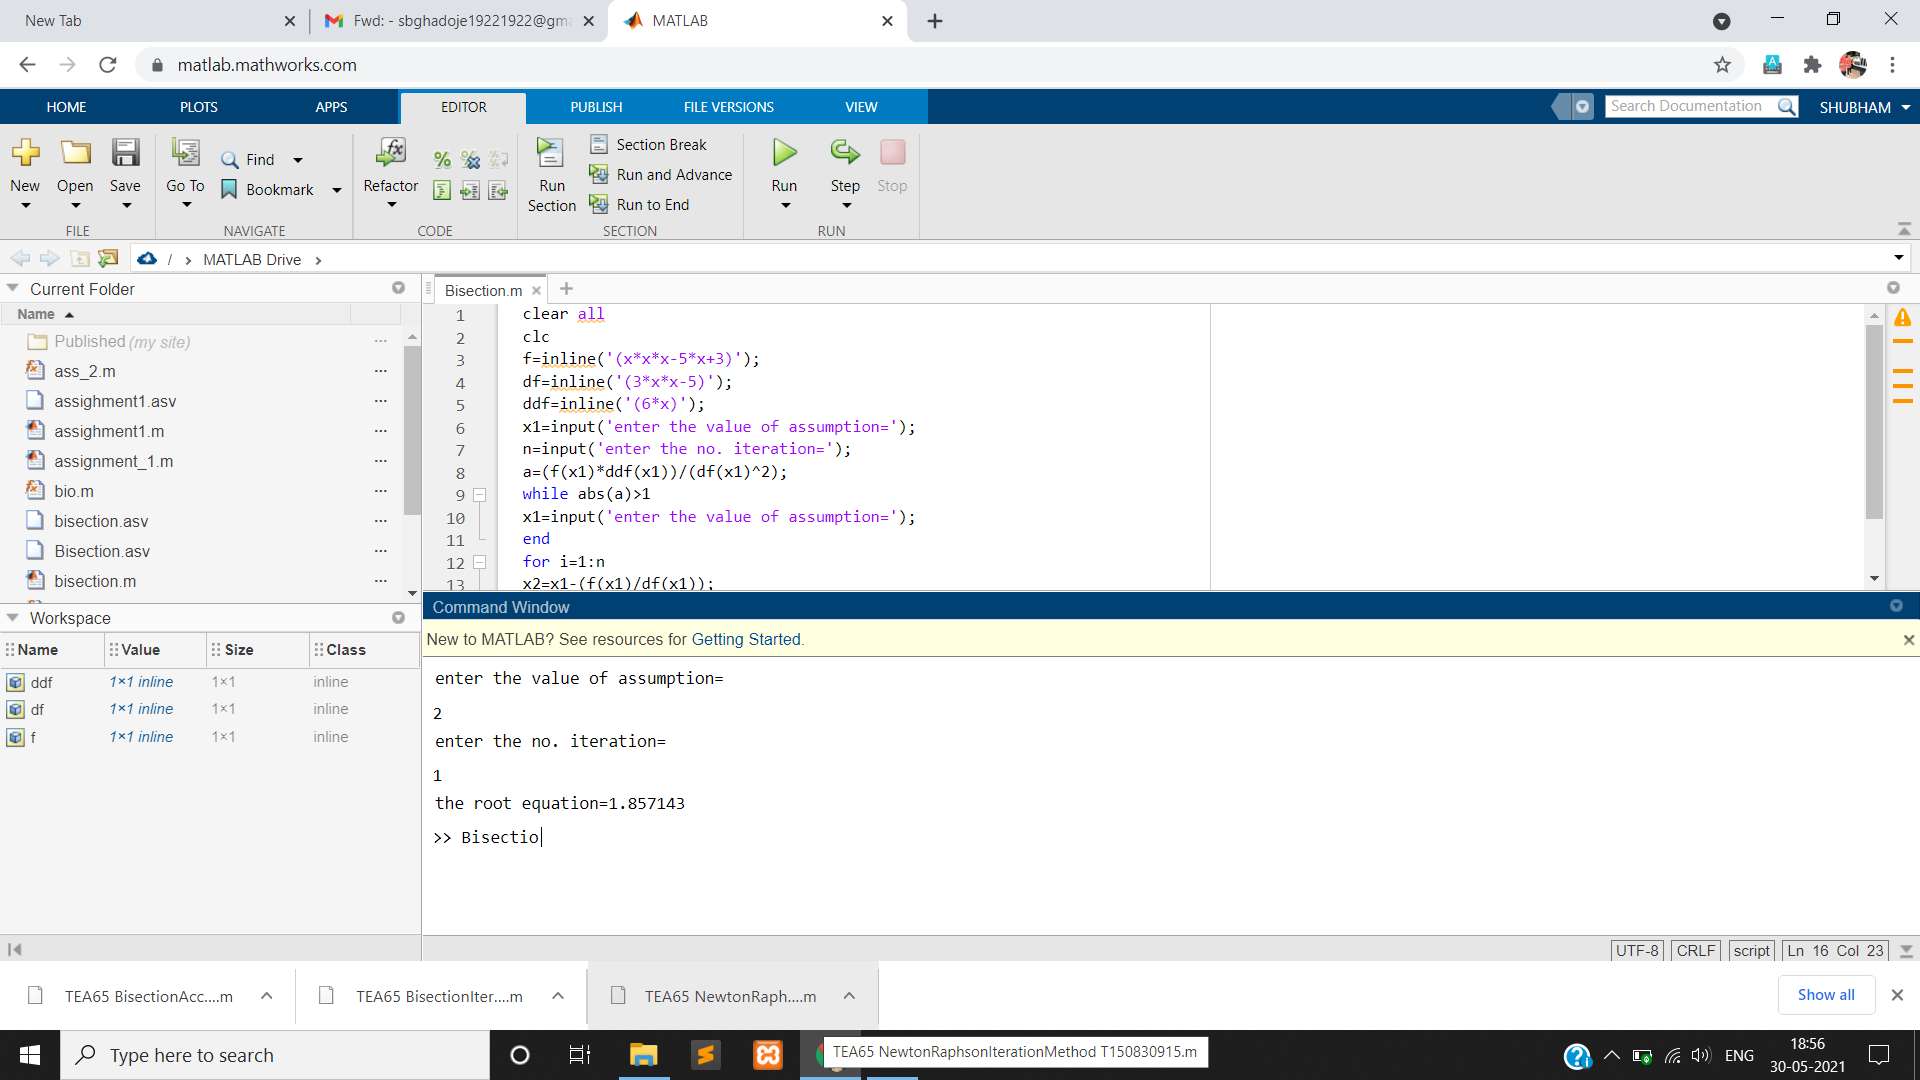 New Tab
Fwd: - sbghadoje19221922@gm
MATLAB
matlab.mathworks.com
HOME PLOTS APPS EDITOR PUBLISH FILE VERSIONS VIEW
Search Documentation
SHUBHAM
New
Open
Save
FILE
Go To
Find
Bookmark
NAVIGATE
Refactor
CODE
Run Section
Section Break
Run and Advance
Run to End
SECTION
Run
Step
Stop
RUN
/ > MATLAB Drive >
Current Folder
Name
Published (my site)
ass_2.m
assighment1.asv
assighment1.m
assignment_1.m
bio.m
bisection.asv
Bisection.asv
bisection.m
Workspace
Name Value Size Class
ddf 1×1 inline 1×1 inline
df 1×1 inline 1×1 inline
f 1×1 inline 1×1 inline
Bisection.m
1 clear all
2 clc
3 f=inline('(x*x*x-5*x+3)');
4 df=inline('(3*x*x-5)');
5 ddf=inline('(6*x)');
6 x1=input('enter the value of assumption=');
7 n=input('enter the no. iteration=');
8 a=(f(x1)*ddf(x1))/(df(x1)^2);
9 while abs(a)>1
10 x1=input('enter the value of assumption=');
11 end
12 for i=1:n
13 x2=x1-(f(x1)/df(x1));
Command Window
New to MATLAB? See resources for Getting Started.
enter the value of assumption=
2
enter the no. iteration=
1
the root equation=1.857143
>> Bisectio
UTF-8 CRLF script Ln 16 Col 23
TEA65 BisectionAcc....m
TEA65 BisectionIter....m
TEA65 NewtonRaph....m
Show all
Type here to search
TEA65 NewtonRaphsonIterationMethod T150830915.m
ENG
18:56
30-05-2021